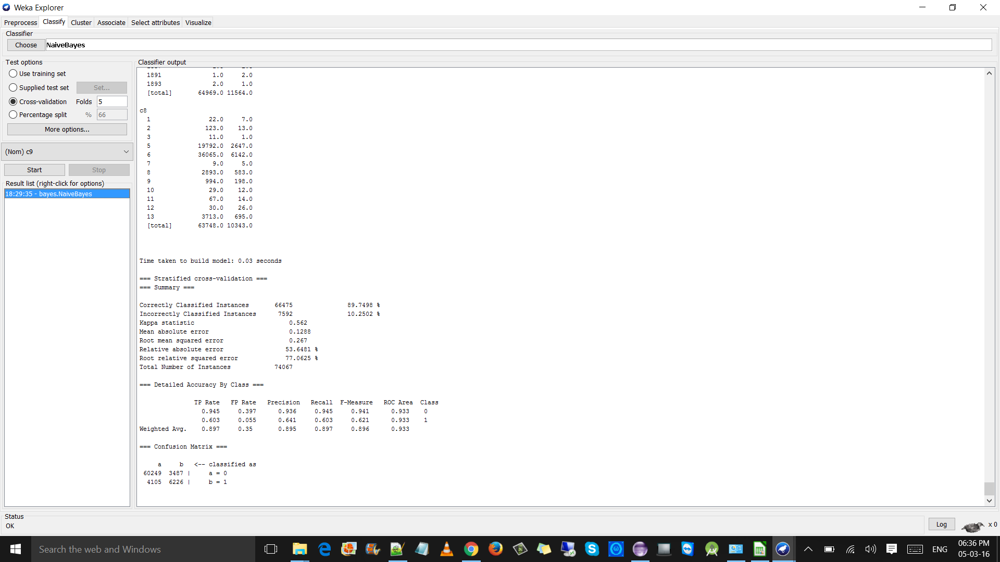 Weka Explorer
Preprocess Classify Cluster Associate Select attributes Visualize
Classifier
Choose NaiveBayes
Test options
Use training set
Supplied test set Set...
Cross-validation Folds 5
Percentage split % 66
More options...
(Nom) c9
Start Stop
Result list (right-click for options)
18:29:35 - bayes.NaiveBayes
Classifier output
1891 1.0 2.0
1893 2.0 1.0
[total] 64969.0 11564.0
c8
1 22.0 7.0
2 123.0 13.0
3 11.0 1.0
5 19792.0 2647.0
6 36065.0 6142.0
7 9.0 5.0
8 2893.0 583.0
9 994.0 198.0
10 29.0 12.0
11 67.0 14.0
12 30.0 26.0
13 3713.0 695.0
[total] 63748.0 10343.0
Time taken to build model: 0.03 seconds
=== Stratified cross-validation ===
=== Summary ===
Correctly Classified Instances 66475 89.7498 %
Incorrectly Classified Instances 7592 10.2502 %
Kappa statistic 0.562
Mean absolute error 0.1288
Root mean squared error 0.267
Relative absolute error 53.6481 %
Root relative squared error 77.0625 %
Total Number of Instances 74067
=== Detailed Accuracy By Class ===
TP Rate FP Rate Precision Recall F-Measure ROC Area Class
0.945 0.397 0.936 0.945 0.941 0.933 0
0.603 0.055 0.641 0.603 0.621 0.933 1
Weighted Avg. 0.897 0.35 0.895 0.897 0.896 0.933
=== Confusion Matrix ===
a b <-- classified as
60249 3487 | a = 0
4105 6226 | b = 1
Status
OK
Log
x 0
Search the web and Windows
ENG
06:36 PM
05-03-16